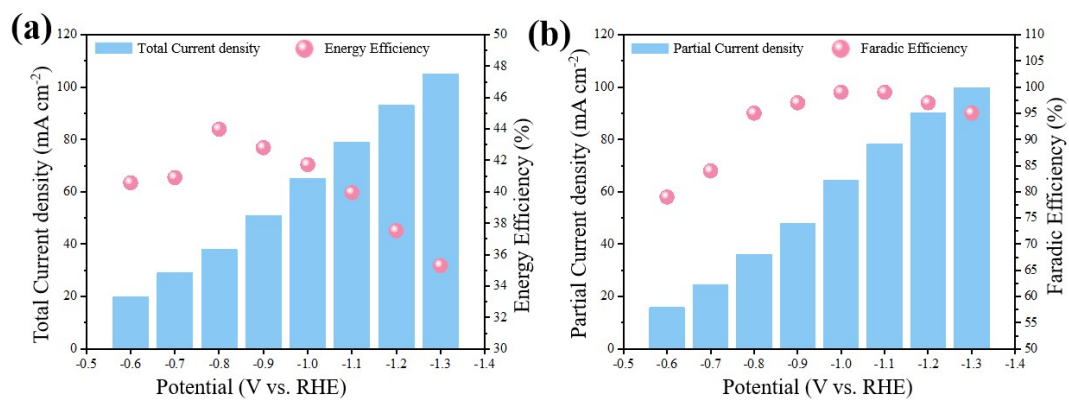 (a)
Total Current density
Energy Efficiency
Total Current density (mA cm-2)
120
100
80
60
40
20
0
50
48
46
44
42
40
38
36
34
32
30
Energy Efficiency (%)
-0.5 -0.6 -0.7 -0.8 -0.9 -1.0 -1.1 -1.2 -1.3 -1.4
Potential (V vs. RHE)
(b)
Partial Current density
Faradic Efficiency
Partial Current density (mA cm-2)
120
100
80
60
40
20
0
110
105
100
95
90
85
80
75
70
65
60
55
50
Faradic Efficiency (%)
-0.5 -0.6 -0.7 -0.8 -0.9 -1.0 -1.1 -1.2 -1.3 -1.4
Potential (V vs. RHE)